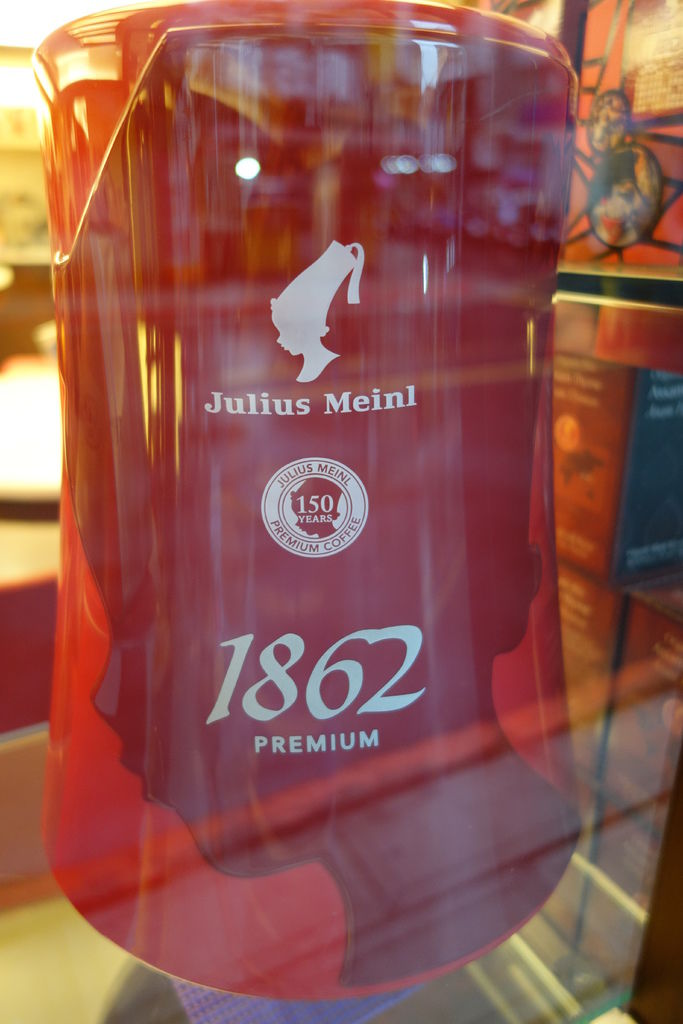 Julius Meinl
JULIUS MEINL
150
YEARS
PREMIUM COFFEE
1862
PREMIUM